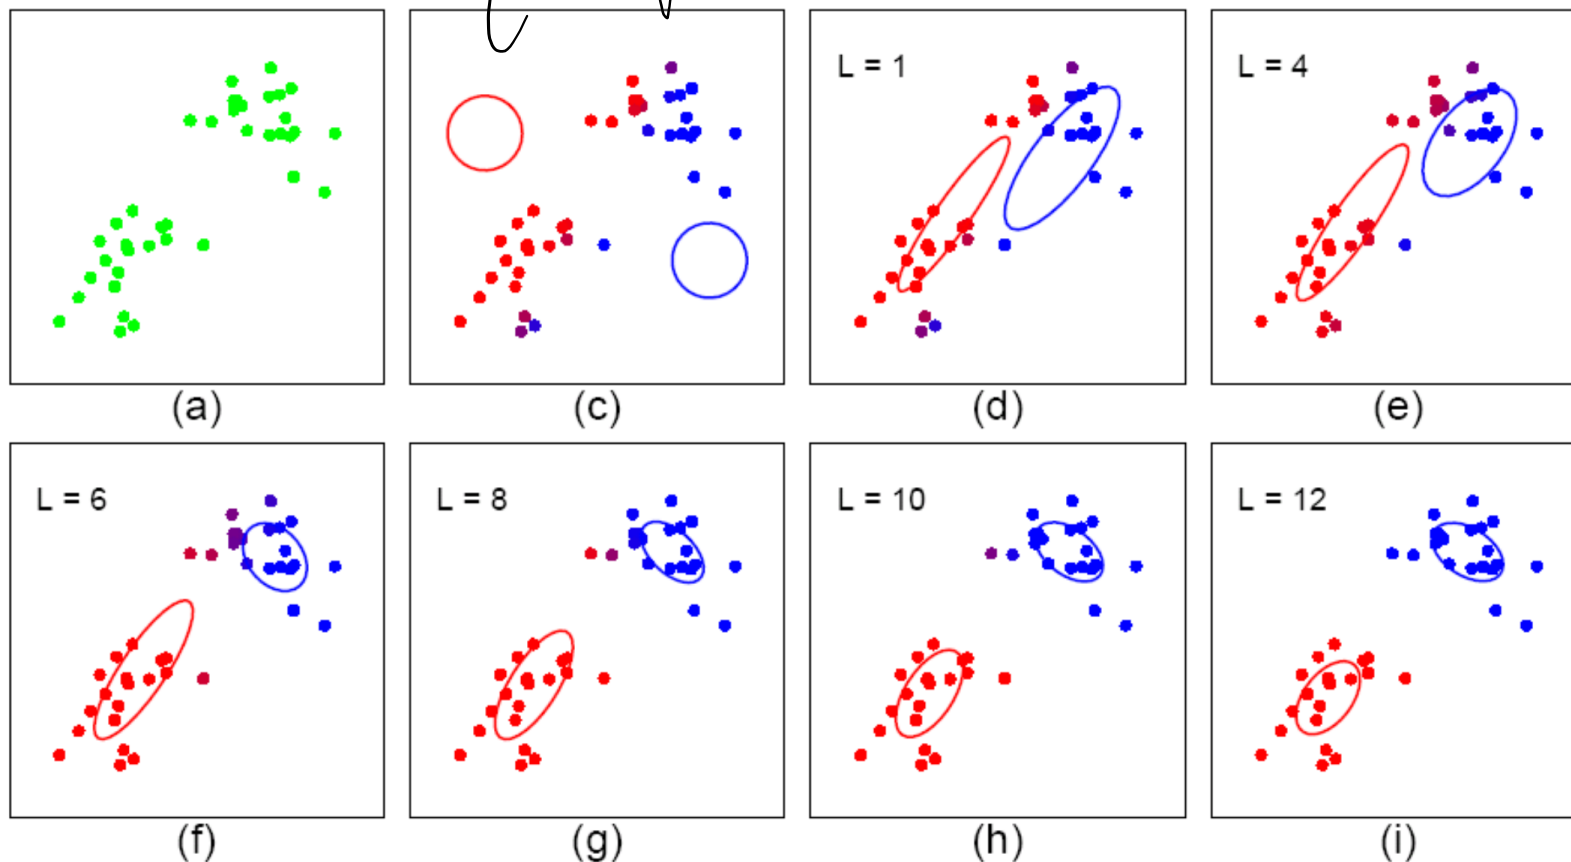 L = 1
L = 4
(a)
(c)
(d)
(e)
L = 6
L = 8
L = 10
L = 12
(f)
(g)
(h)
(i)